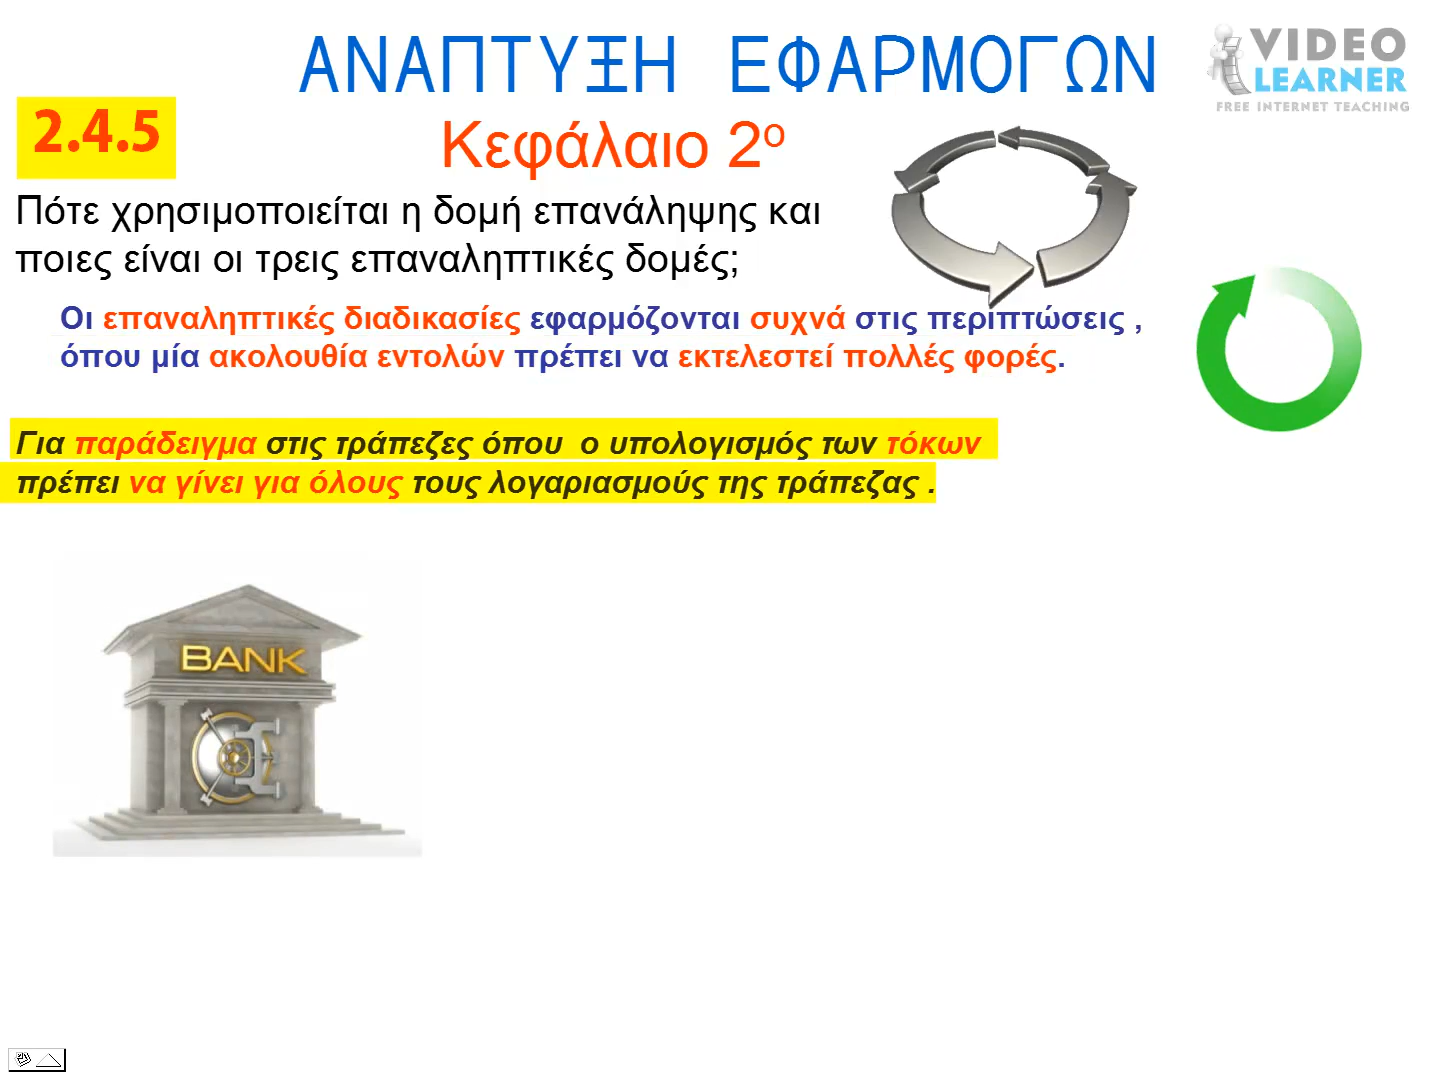 ΑΝΑΠΤΥΞΗ ΕΦΑΡΜΟΓΩΝ
VIDEO
LEARNER
FREE INTERNET TEACHING
2.4.5
Κεφάλαιο 2ο
Πότε χρησιμοποιείται η δομή επανάληψης και
ποιες είναι οι τρεις επαναληπτικές δομές;
Οι επαναληπτικές διαδικασίες εφαρμόζονται συχνά στις περιπτώσεις ,
όπου μία ακολουθία εντολών πρέπει να εκτελεστεί πολλές φορές.
Για παράδειγμα στις τράπεζες όπου ο υπολογισμός των τόκων
πρέπει να γίνει για όλους τους λογαριασμούς της τράπεζας .
BANK